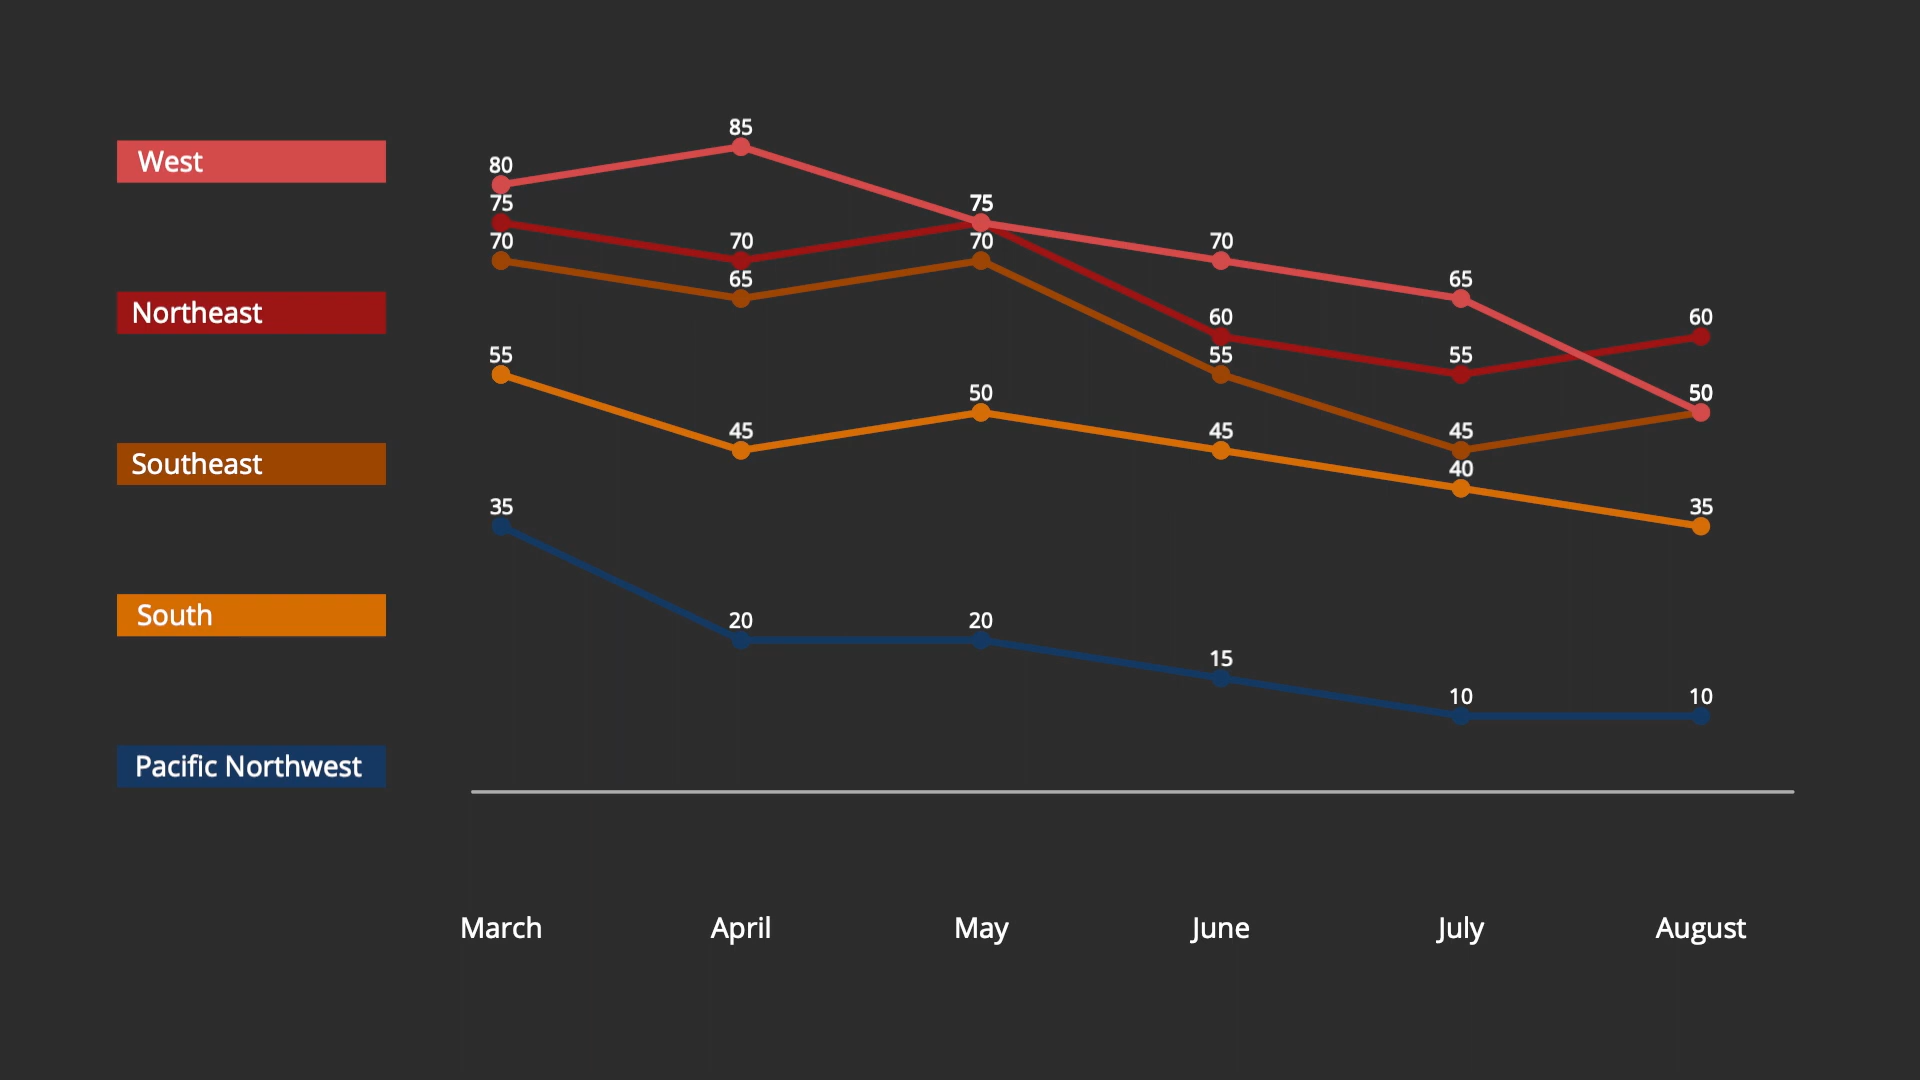 West
Northeast
Southeast
South
Pacific Northwest
80 85 75 70 65 50
75 70 75 60 55 60
70 65 70 55 45 50
55 45 50 45 40 35
35 20 20 15 10 10
March April May June July August